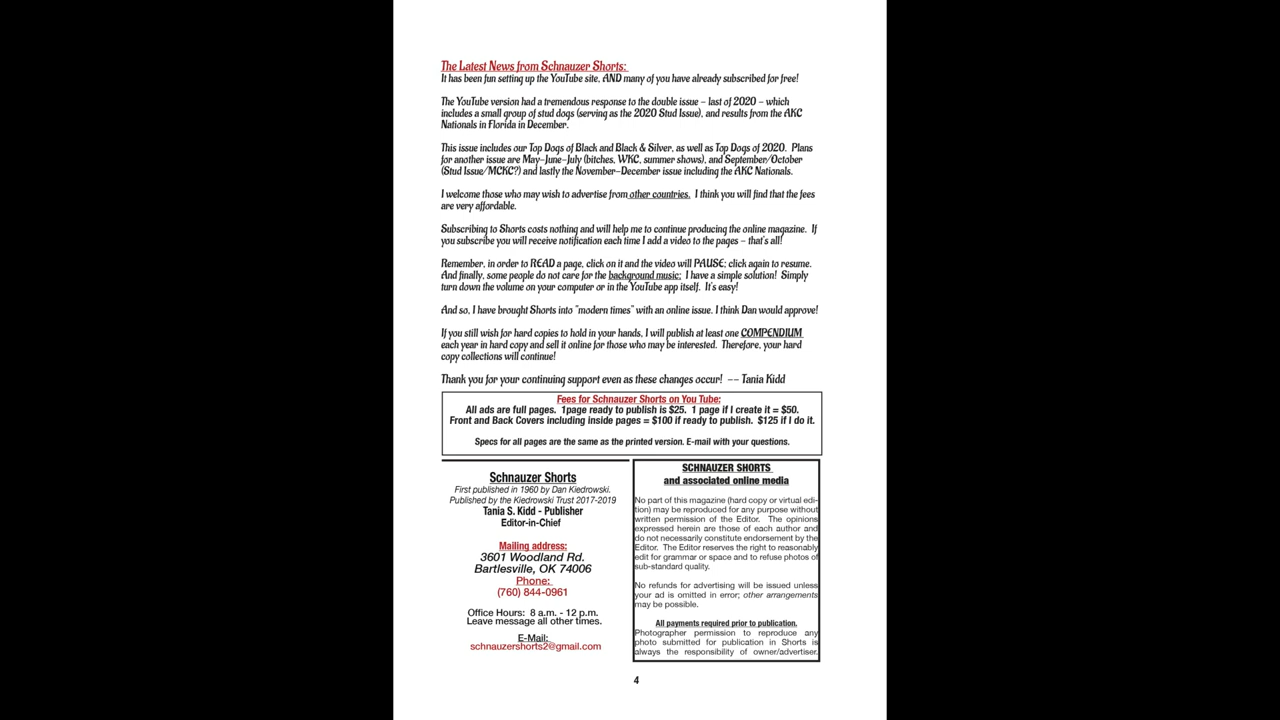 The Latest News from Schnauzer Shorts:
It has been fun setting up the YouTube site, AND many of you have already subscribed for free!
The YouTube version had a tremendous response to the double issue – last of 2020 – which
includes a small group of stud dogs (serving as the 2020 Stud Issue), and results from the AKC
Nationals in Florida in December.
This issue includes our Top Dogs of Black and Black & Silver, as well as Top Dogs of 2020. Plans
for another issue are May-June-July (bitches, WKC, summer shows), and September/October
(Stud Issue/MCKC?) and lastly the November-December issue including the AKC Nationals.
I welcome those who may wish to advertise from other countries. I think you will find that the fees
are very affordable.
Subscribing to Shorts costs nothing and will help me to continue producing the online magazine. If
you subscribe you will receive notification each time I add a video to the pages – that's all!
Remember, in order to READ a page, click on it and the video will PAUSE; click again to resume.
And finally, some people do not care for the background music: I have a simple solution! Simply
turn down the volume on your computer or in the YouTube app itself. It's easy!
And so, I have brought Shorts into "modern times" with an online issue. I think Dan would approve!
If you still wish for hard copies to hold in your hands, I will publish at least one COMPENDIUM
each year in hard copy and sell it online for those who may be interested. Therefore, your hard
copy collections will continue!
Thank you for your continuing support even as these changes occur! -- Tania Kidd
Fees for Schnauzer Shorts on You Tube:
All ads are full pages. 1page ready to publish is $25. 1 page if I create it = $50.
Front and Back Covers including inside pages = $100 if ready to publish. $125 if I do it.
Specs for all pages are the same as the printed version. E-mail with your questions.
Schnauzer Shorts
First published in 1960 by Dan Kiedrowski.
Published by the Kiedrowski Trust 2017-2019
Tania S. Kidd - Publisher
Editor-in-Chief
Mailing address:
3601 Woodland Rd.
Bartlesville, OK 74006
Phone:
(760) 844-0961
Office Hours: 8 a.m. - 12 p.m.
Leave message all other times.
E-Mail:
schnauzershorts2@gmail.com
SCHNAUZER SHORTS
and associated online media
No part of this magazine (hard copy or virtual edi-
tion) may be reproduced for any purpose without
written permission of the Editor. The opinions
expressed herein are those of each author and
do not necessarily constitute endorsement by the
Editor. The Editor reserves the right to reasonably
edit for grammar or space and to refuse photos of
sub-standard quality.
No refunds for advertising will be issued unless
your ad is omitted in error; other arrangements
may be possible.
All payments required prior to publication.
Photographer permission to reproduce any
photo submitted for publication in Shorts is
always the responsibility of owner/advertiser.
4